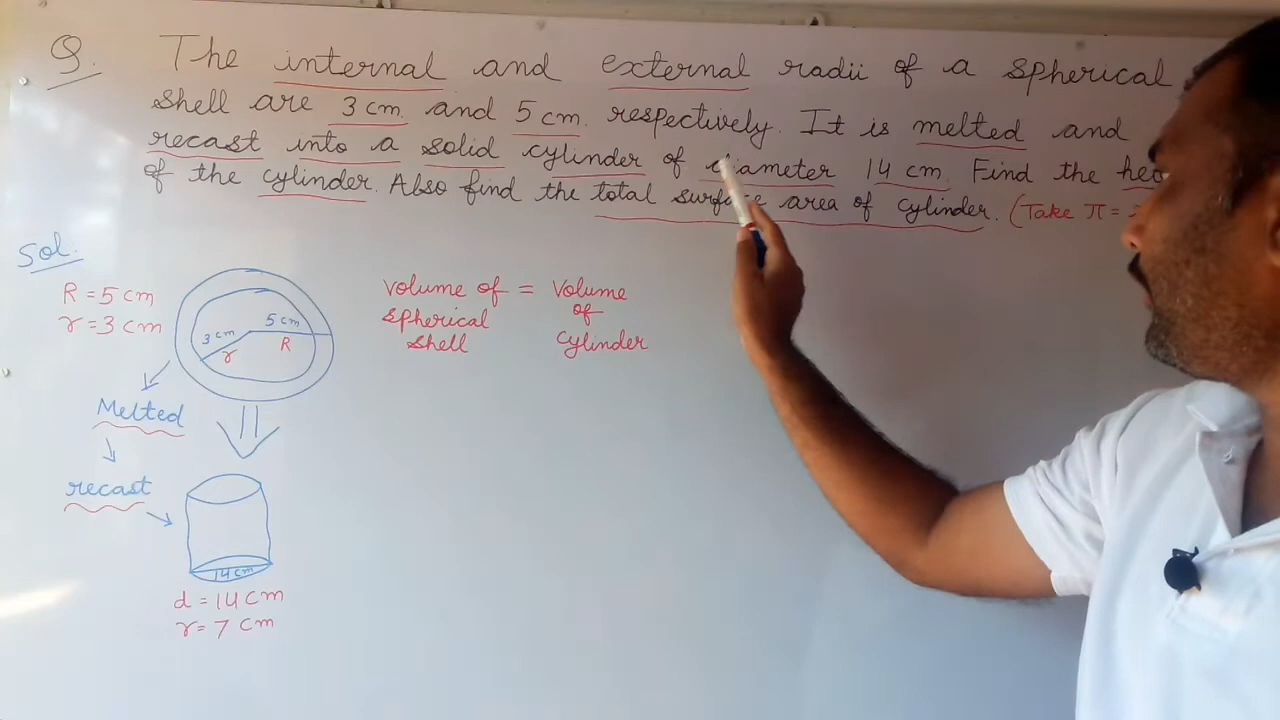 Q. The internal and external radii of a spherical
shell are 3 cm and 5 cm. respectively. It is melted and
recast into a solid cylinder of diameter 14 cm. Find the
of the cylinder. Also find the total surface area of cylinder. (Take π =
Sol.
R = 5 cm
r = 3 cm
3 cm
r
5 cm
R
Melted
recast
14 cm
d = 14 cm
r = 7 cm
volume of = Volume
spherical of
shell cylinder